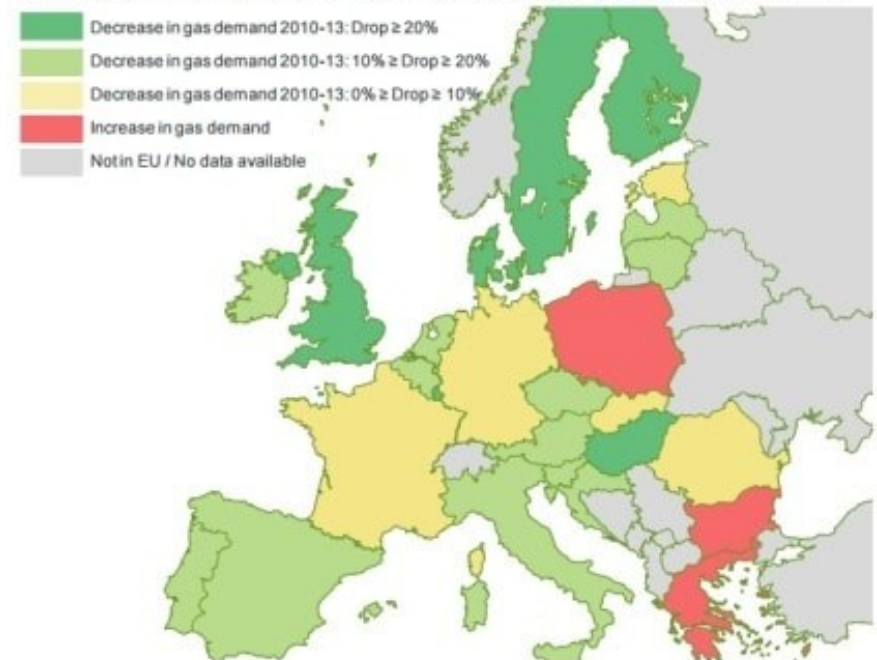 Decrease in gas demand 2010-13: Drop ≥ 20%
Decrease in gas demand 2010-13: 10% ≥ Drop ≥ 20%
Decrease in gas demand 2010-13: 0% ≥ Drop ≥ 10%
Increase in gas demand
Not in EU / No data available